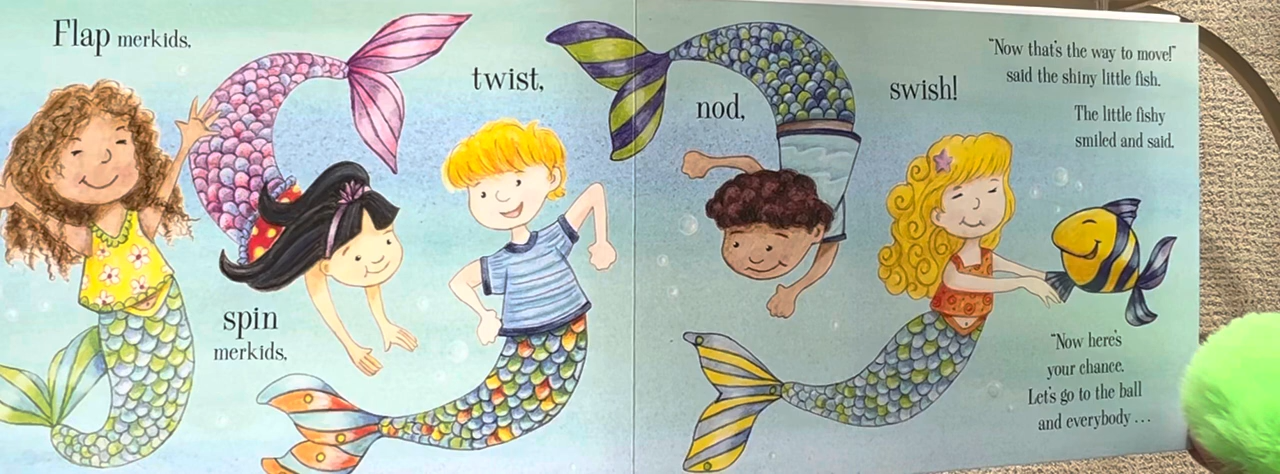 Flap merkids,
spin
merkids,
twist,
nod,
swish!
"Now that's the way to move!"
said the shiny little fish.
The little fishy
smiled and said.
"Now here's
your chance.
Let's go to the ball
and everybody . . .